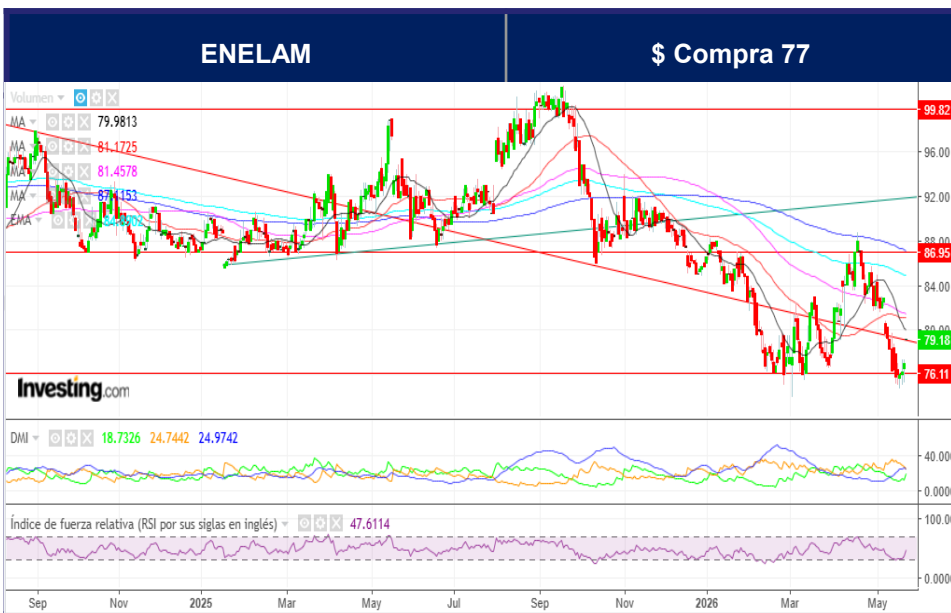 ENELAM
$ Compra 77
Volumen
MA 79.9813
MA 81.1725
MA 81.4578
MA 87.1153
EMA
99.82
96.00
92.00
88.00
86.95
84.00
80.00
79.18
76.11
Investing.com
DMI 18.7326 24.7442 24.9742
40.00
0.000
Índice de fuerza relativa (RSI por sus siglas en inglés) 47.6114
100.00
0.0000
Sep Nov 2025 Mar May Jul Sep Nov 2026 Mar May